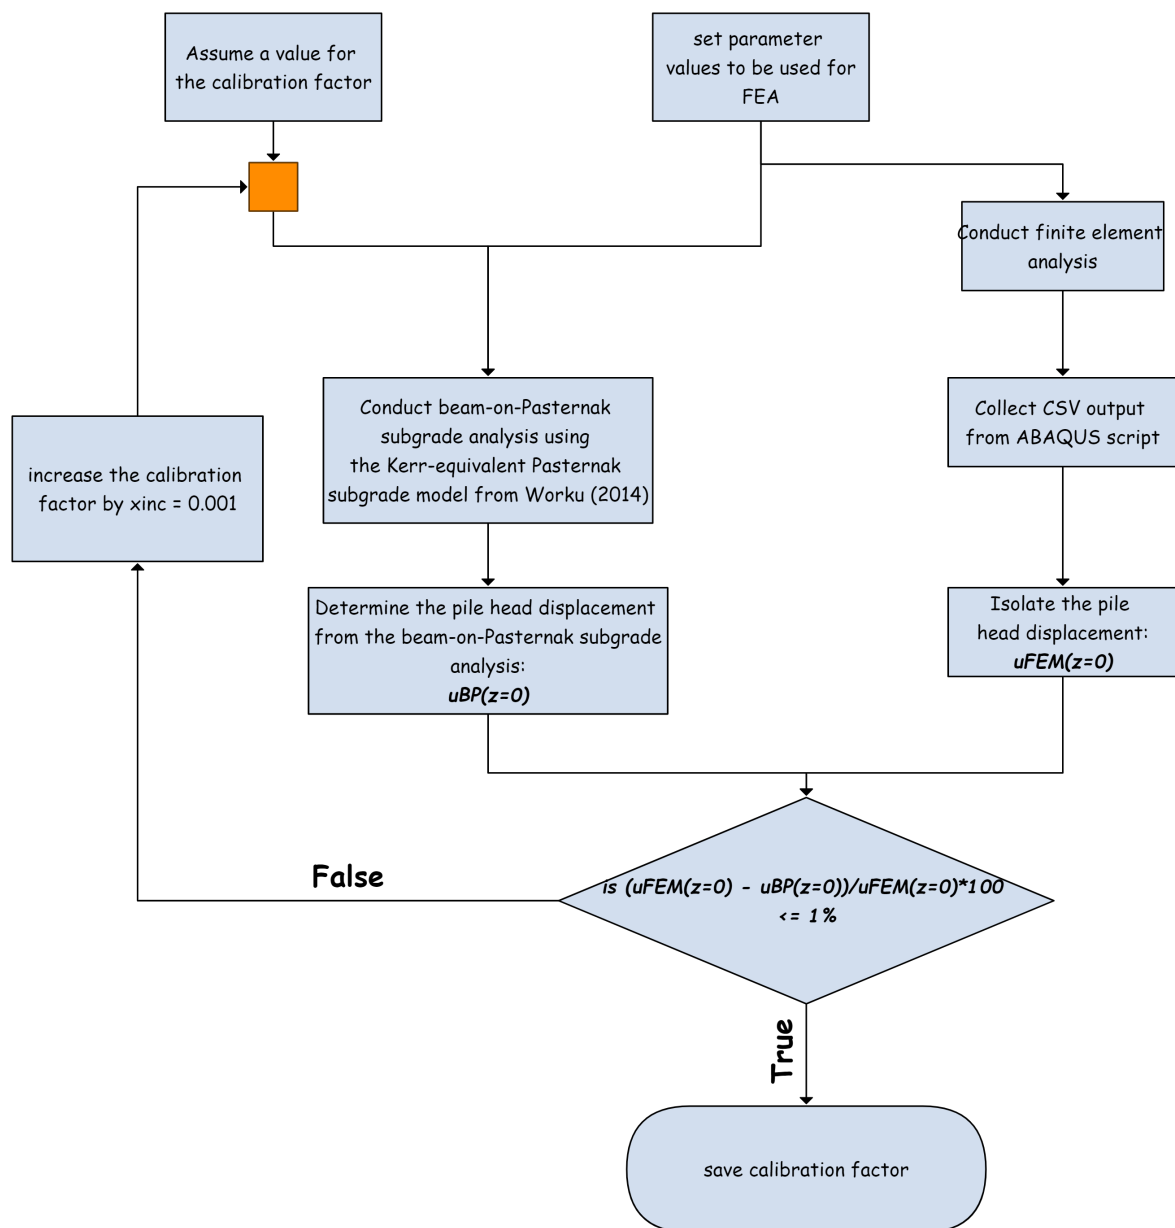 Assume a value for
the calibration factor
set parameter
values to be used for
FEA
Conduct finite element
analysis
Conduct beam-on-Pasternak
subgrade analysis using
the Kerr-equivalent Pasternak
subgrade model from Worku (2014)
Collect CSV output
from ABAQUS script
increase the calibration
factor by xinc = 0.001
Determine the pile head displacement
from the beam-on-Pasternak subgrade
analysis:
uBP(z=0)
Isolate the pile
head displacement:
uFEM(z=0)
is (uFEM(z=0) - uBP(z=0))/uFEM(z=0)*100
<= 1%
False
True
save calibration factor